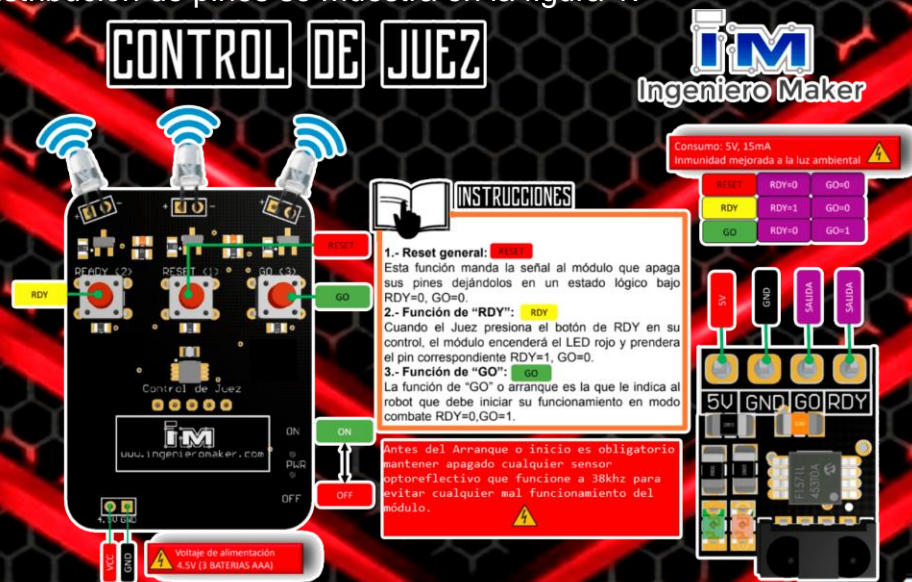 CONTROL DE JUEZ
IM
Ingeniero Maker
Consumo: 5V, 15mA
Inmunidad mejorada a la luz ambiental
RESET RDY=0 GO=0
RDY RDY=1 GO=0
GO RDY=0 GO=1
INSTRUCCIONES
1.- Reset general: RESET
Esta función manda la señal al módulo que apaga
sus pines dejándolos en un estado lógico bajo
RDY=0, GO=0.
2.- Función de “RDY”: RDY
Cuando el Juez presiona el botón de RDY en su
control, el módulo encenderá el LED rojo y prendera
el pin correspondiente RDY=1, GO=0.
3.- Función de “GO”: GO
La función de “GO” o arranque es la que le indica al
robot que debe iniciar su funcionamiento en modo
combate RDY=0,GO=1.
Antes del Arranque o inicio es obligatorio
mantener apagado cualquier sensor
optoreflectivo que funcione a 38khz para
evitar cualquier mal funcionamiento del
módulo.
+ - + - + -
READY (2) RESET (1) GO (3)
RESET
RDY
GO
Control de Juez
IM
www.ingenieromaker.com
ON
PWR
OFF
ON
OFF
4.5V GND
VCC
GND
Voltaje de alimentación
4.5V (3 BATERIAS AAA)
5V
GND
SALIDA
SALIDA
5V GND GO RDY
F1571L